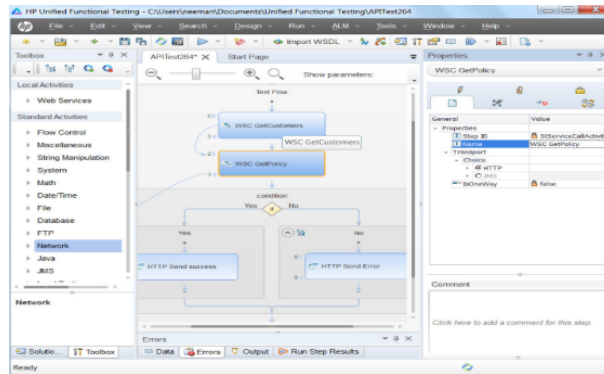 HP Unified Functional Testing - C:\Users\neeman\Documents\Unified Functional Testing\APITest264
File Edit View Search Design Run ALM Tools Window Help
Import WSDL
Toolbox
Local Activities
Web Services
Standard Activities
Flow Control
Miscellaneous
String Manipulation
System
Math
Date/Time
File
Database
FTP
Network
Java
JMS
Network
Solutio... Toolbox
APITest264* Start Page
Show parameters:
Test Flow
WSC GetCustomers
WSC GetCustomers
WSC GetPolicy
condition
Yes if No
Yes No
HTTP Send success HTTP Send Error
Errors
Data Errors Output Run Step Results
Properties
WSC GetPolicy
General Value
Properties
Step ID StServiceCallActivit
Name WSC GetPolicy
Transport
Choice
HTTP
JMS
IsOneWay false
Comment
Click here to add a comment for this step
Ready